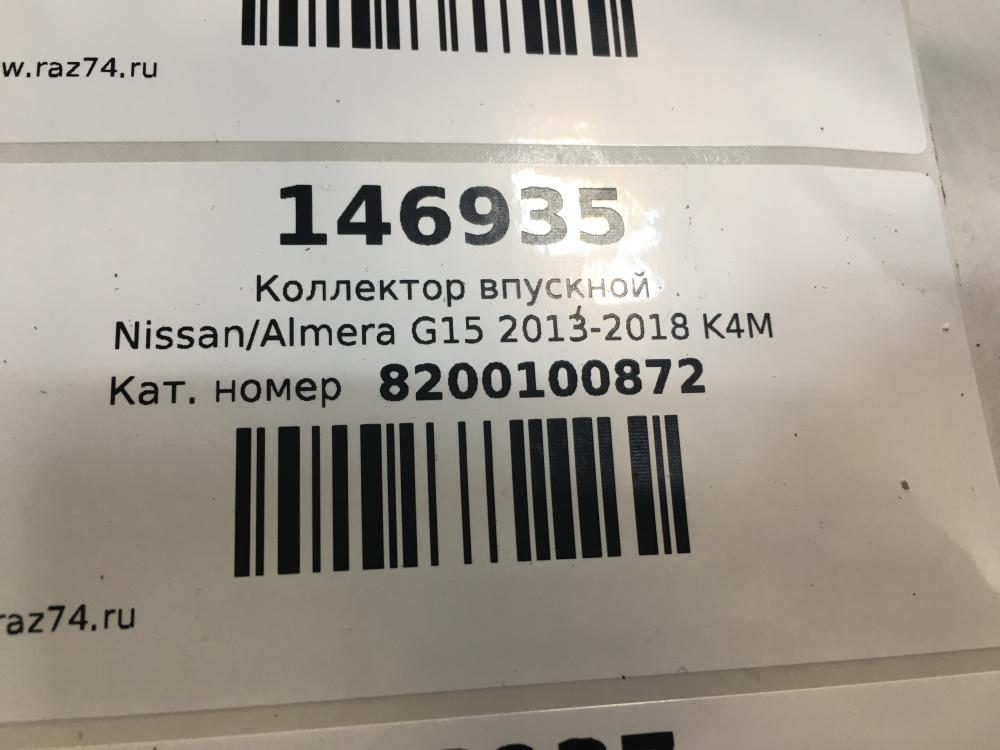 w.raz74.ru
146935
Коллектор впускной
Nissan/Almera G15 2013-2018 K4M
Кат. номер 8200100872
raz74.ru